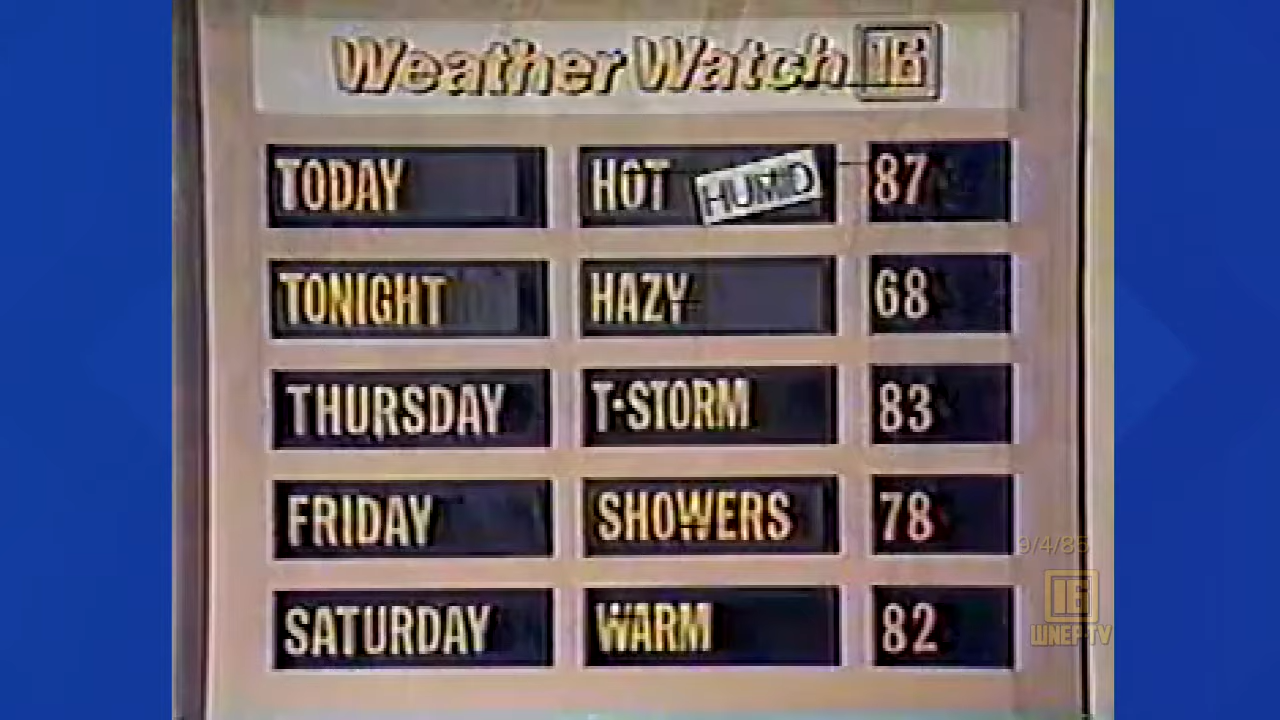 Weather Watch 16
TODAY HOT HUMID 87
TONIGHT HAZY 68
THURSDAY T·STORM 83
FRIDAY SHOWERS 78
SATURDAY WARM 82
9/4/85
16
WNEP-TV